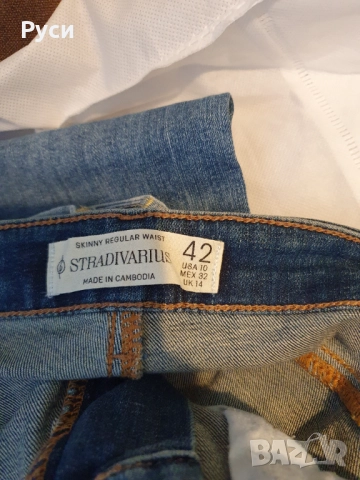 Руси
SKINNY REGULAR WAIST
STRADIVARIUS
MADE IN CAMBODIA
42
USA 10
MEX 32
UK 14
BAZAR